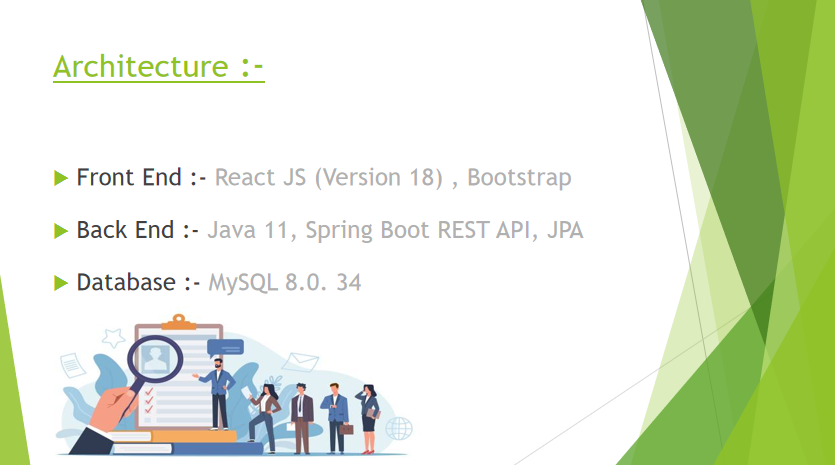 Architecture :-
Front End :- React JS (Version 18) , Bootstrap
Back End :- Java 11, Spring Boot REST API, JPA
Database :- MySQL 8.0. 34